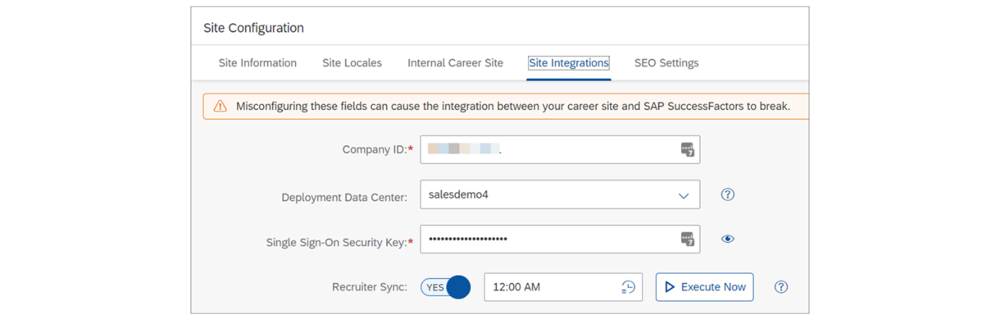 Site Configuration
Site Information Site Locales Internal Career Site Site Integrations SEO Settings
Misconfiguring these fields can cause the integration between your career site and SAP SuccessFactors to break.
Company ID:*
Deployment Data Center: salesdemo4
Single Sign-On Security Key:* ••••••••••••••••••••
Recruiter Sync: YES 12:00 AM Execute Now